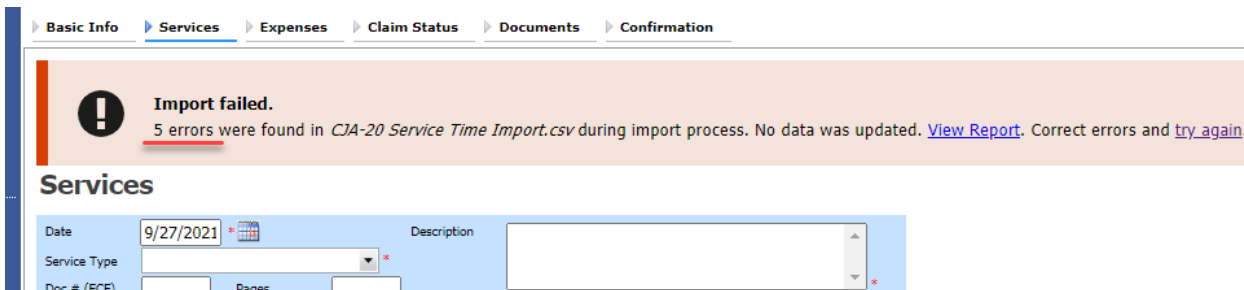 Basic Info Services Expenses Claim Status Documents Confirmation
Import failed.
5 errors were found in CJA-20 Service Time Import.csv during import process. No data was updated. View Report. Correct errors and try again
Services
Date 9/27/2021 * Description
Service Type * *
Doc # (ECF) Pages